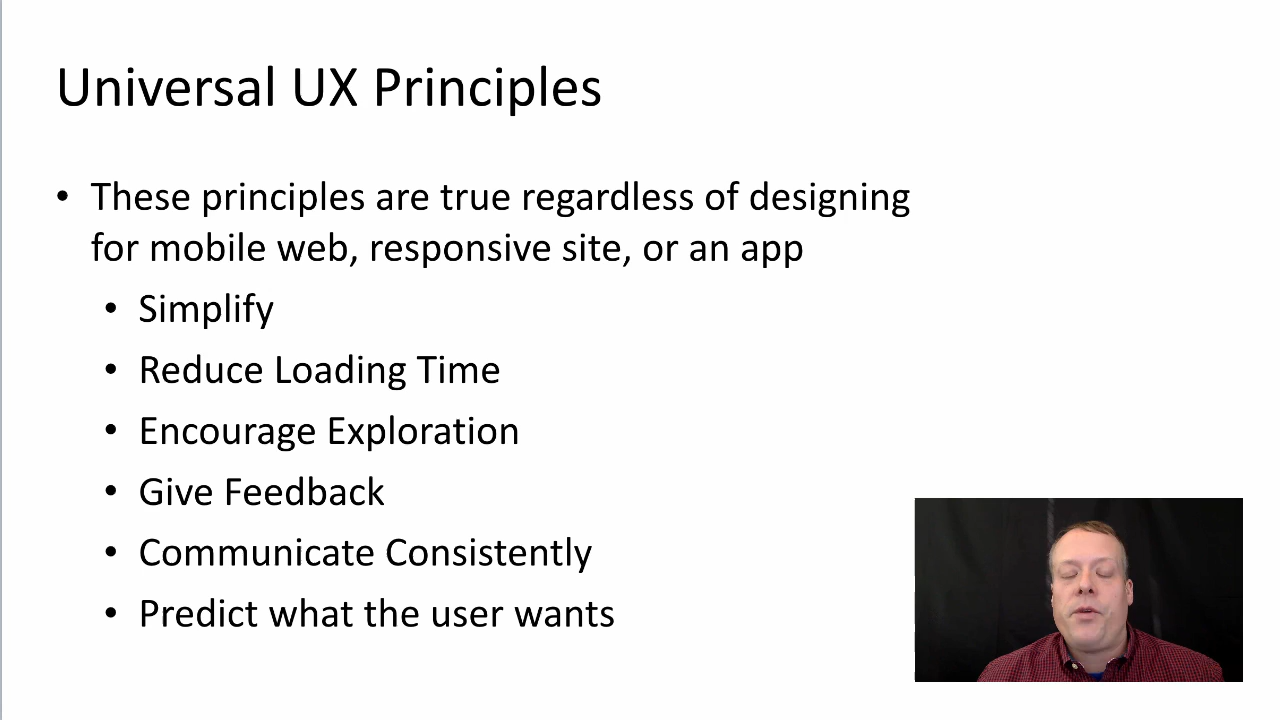 Universal UX Principles
• These principles are true regardless of designing
for mobile web, responsive site, or an app
• Simplify
• Reduce Loading Time
• Encourage Exploration
• Give Feedback
• Communicate Consistently
• Predict what the user wants